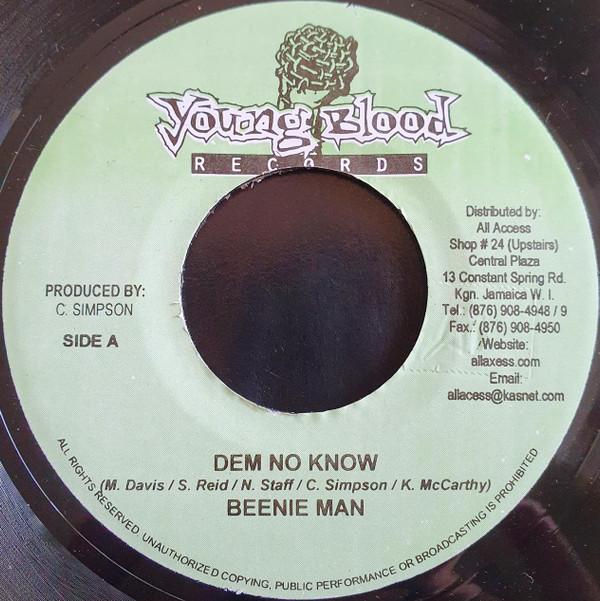 Young Blood
RECORDS
Distributed by:
All Access
Shop # 24 (Upstairs)
Central Plaza
13 Constant Spring Rd.
Kgn. Jamaica W. I.
Tel.: (876) 908-4948 / 9
Fax.: (876) 908-4950
Website:
allaxess.com
Email:
allacess@kasnet.com
PRODUCED BY:
C. SIMPSON
SIDE A
DEM NO KNOW
(M. Davis / S. Reid / N. Staff / C. Simpson / K. McCarthy)
BEENIE MAN
ALL RIGHTS RESERVED. UNAUTHORIZED COPYING, PUBLIC PERFORMANCE OR BROADCASTING IS PROHIBITED